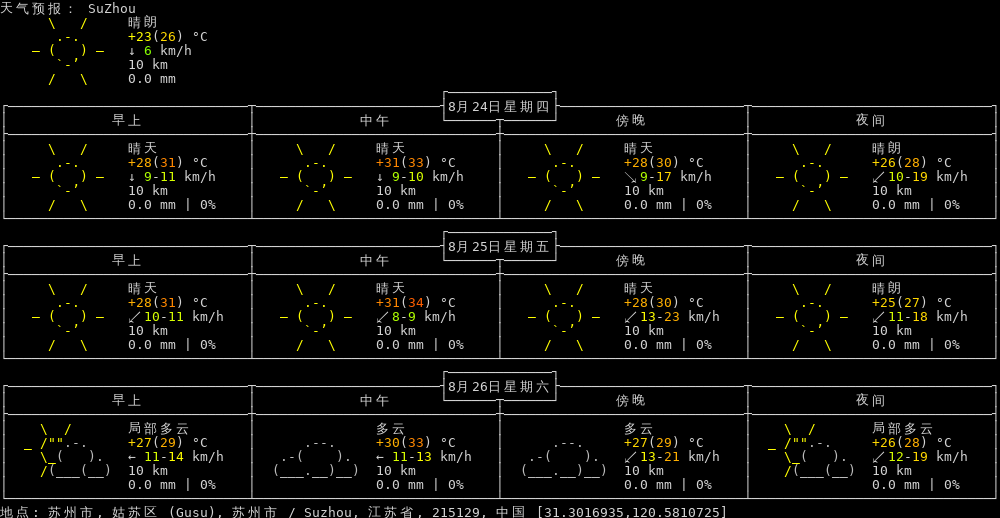 天气预报: SuZhou
晴朗
+23(26) °C
↓ 6 km/h
10 km
0.0 mm
8月24日星期四
早上 中午 傍晚 夜间
晴天 晴天 晴天 晴朗
+28(31) °C +31(33) °C +28(30) °C +26(28) °C
↓ 9-11 km/h ↓ 9-10 km/h ↘ 9-17 km/h ↙ 10-19 km/h
10 km 10 km 10 km 10 km
0.0 mm | 0% 0.0 mm | 0% 0.0 mm | 0% 0.0 mm | 0%
8月25日星期五
早上 中午 傍晚 夜间
晴天 晴天 晴天 晴朗
+28(31) °C +31(34) °C +28(30) °C +25(27) °C
↙ 10-11 km/h ↙ 8-9 km/h ↙ 13-23 km/h ↙ 11-18 km/h
10 km 10 km 10 km 10 km
0.0 mm | 0% 0.0 mm | 0% 0.0 mm | 0% 0.0 mm | 0%
8月26日星期六
早上 中午 傍晚 夜间
局部多云 多云 多云 局部多云
+27(29) °C +30(33) °C +27(29) °C +26(28) °C
← 11-14 km/h ← 11-13 km/h ↙ 13-21 km/h ↙ 12-19 km/h
10 km 10 km 10 km 10 km
0.0 mm | 0% 0.0 mm | 0% 0.0 mm | 0% 0.0 mm | 0%
地点: 苏州市, 姑苏区 (Gusu), 苏州市 / Suzhou, 江苏省, 215129, 中国 [31.3016935,120.5810725]